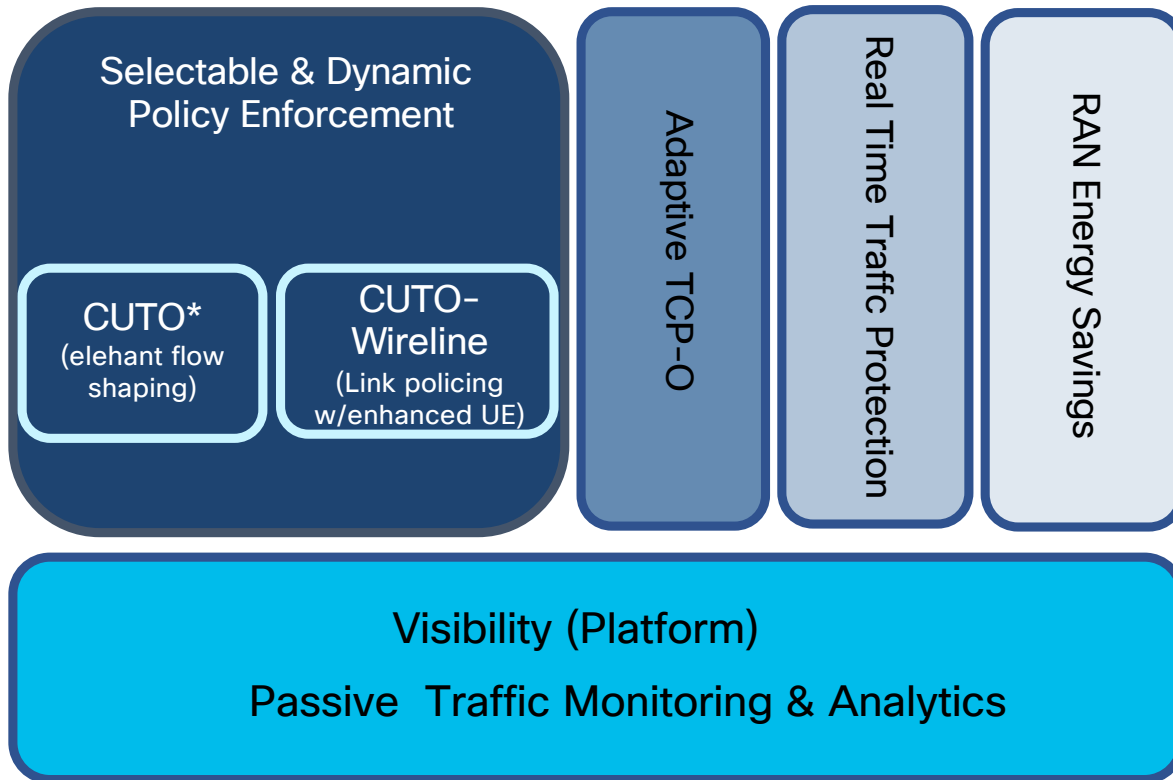 Selectable & Dynamic
Policy Enforcement
CUTO*
(elehant flow
shaping)
CUTO-
Wireline
(Link policing
w/enhanced UE)
Adaptive TCP-O
Real Time Traffc Protection
RAN Energy Savings
Visibility (Platform)
Passive  Traffic Monitoring & Analytics